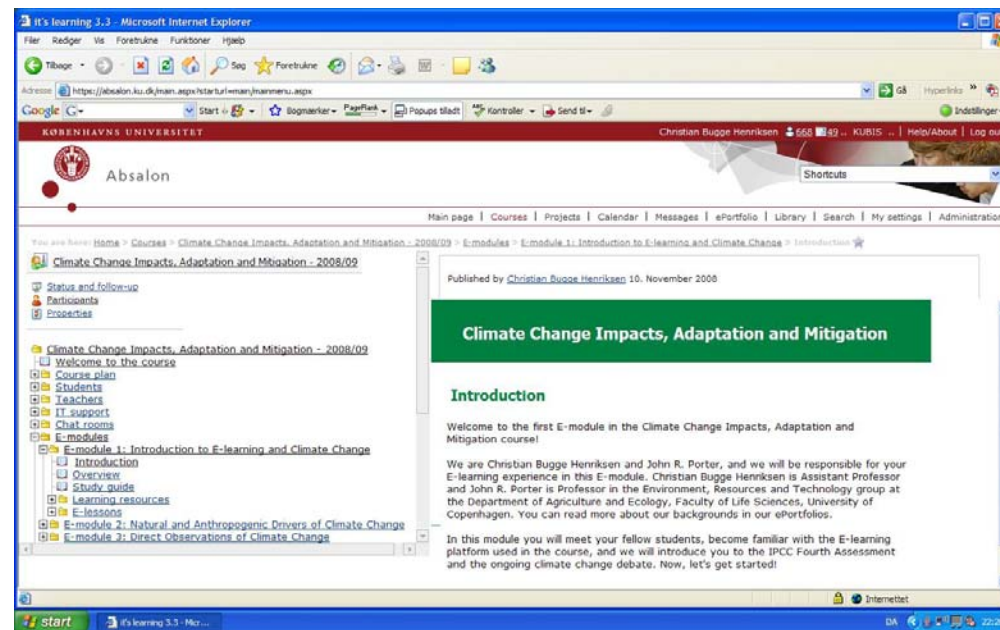 it's learning 3.3 - Microsoft Internet Explorer
Filer Rediger Vis Foretrukne Funktioner Hjælp
Tilbage Søg Foretrukne
Adresse https://absalon.ku.dk/main.aspx?starturl=main/mainmenu.aspx Gå Hyperlinks »
Google G Start Bogmærker PageRank Popups tilladt Kontroller Send til Indstillinger
KØBENHAVNS UNIVERSITET Christian Bugge Henriksen 668 49 .. KUBIS .. | Help/About | Log ou
Absalon
Shortcuts
Main page | Courses | Projects | Calendar | Messages | ePortfolio | Library | Search | My settings | Administration
You are here: Home > Courses > Climate Change Impacts, Adaptation and Mitigation - 2008/09 > E-modules > E-module 1: Introduction to E-learning and Climate Change > Introduction
Climate Change Impacts, Adaptation and Mitigation - 2008/09
Status and follow-up
Participants
Properties
Climate Change Impacts, Adaptation and Mitigation - 2008/09
Welcome to the course
Course plan
Students
Teachers
IT support
Chat rooms
E-modules
E-module 1: Introduction to E-learning and Climate Change
Introduction
Overview
Study guide
Learning resources
E-lessons
E-module 2: Natural and Anthropogenic Drivers of Climate Change
E-module 3: Direct Observations of Climate Change
Published by Christian Bugge Henriksen 10. November 2008
Climate Change Impacts, Adaptation and Mitigation
Introduction
Welcome to the first E-module in the Climate Change Impacts, Adaptation and
Mitigation course!
We are Christian Bugge Henriksen and John R. Porter, and we will be responsible for your
E-learning experience in this E-module. Christian Bugge Henriksen is Assistant Professor
and John R. Porter is Professor in the Environment, Resources and Technology group at
the Department of Agriculture and Ecology, Faculty of Life Sciences, University of
Copenhagen. You can read more about our backgrounds in our ePortfolios.
In this module you will meet your fellow students, become familiar with the E-learning
platform used in the course, and we will introduce you to the IPCC Fourth Assessment
and the ongoing climate change debate. Now, let's get started!
Internettet
start it's learning 3.3 - Micr... DA